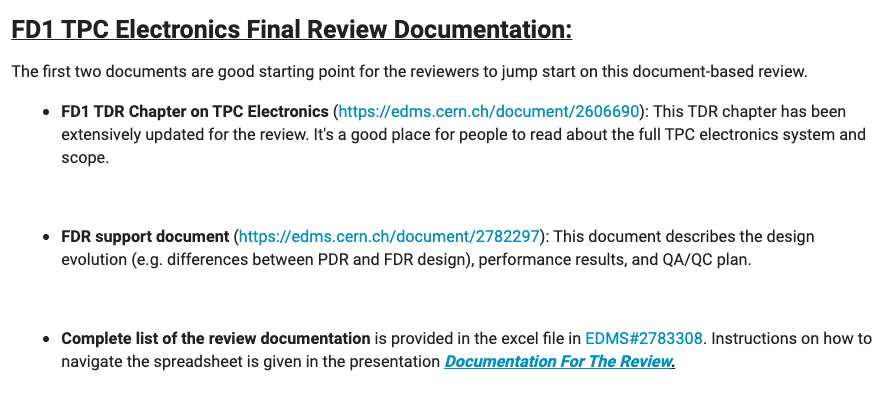 FD1 TPC Electronics Final Review Documentation:
The first two documents are good starting point for the reviewers to jump start on this document-based review.
• FD1 TDR Chapter on TPC Electronics (https://edms.cern.ch/document/2606690): This TDR chapter has been
extensively updated for the review. It's a good place for people to read about the full TPC electronics system and
scope.
• FDR support document (https://edms.cern.ch/document/2782297): This document describes the design
evolution (e.g. differences between PDR and FDR design), performance results, and QA/QC plan.
• Complete list of the review documentation is provided in the excel file in EDMS#2783308. Instructions on how to
navigate the spreadsheet is given in the presentation Documentation For The Review.